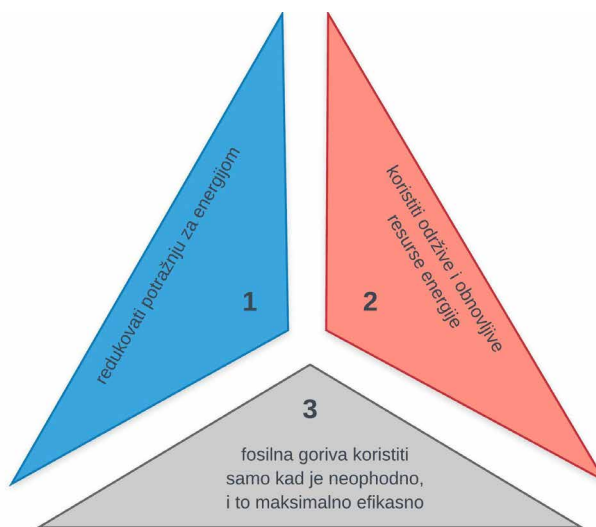 redukovati potražnju za energijom
1
koristiti održive i obnovljive
resurse energije
2
3
fosilna goriva koristiti
samo kad je neophodno,
i to maksimalno efikasno